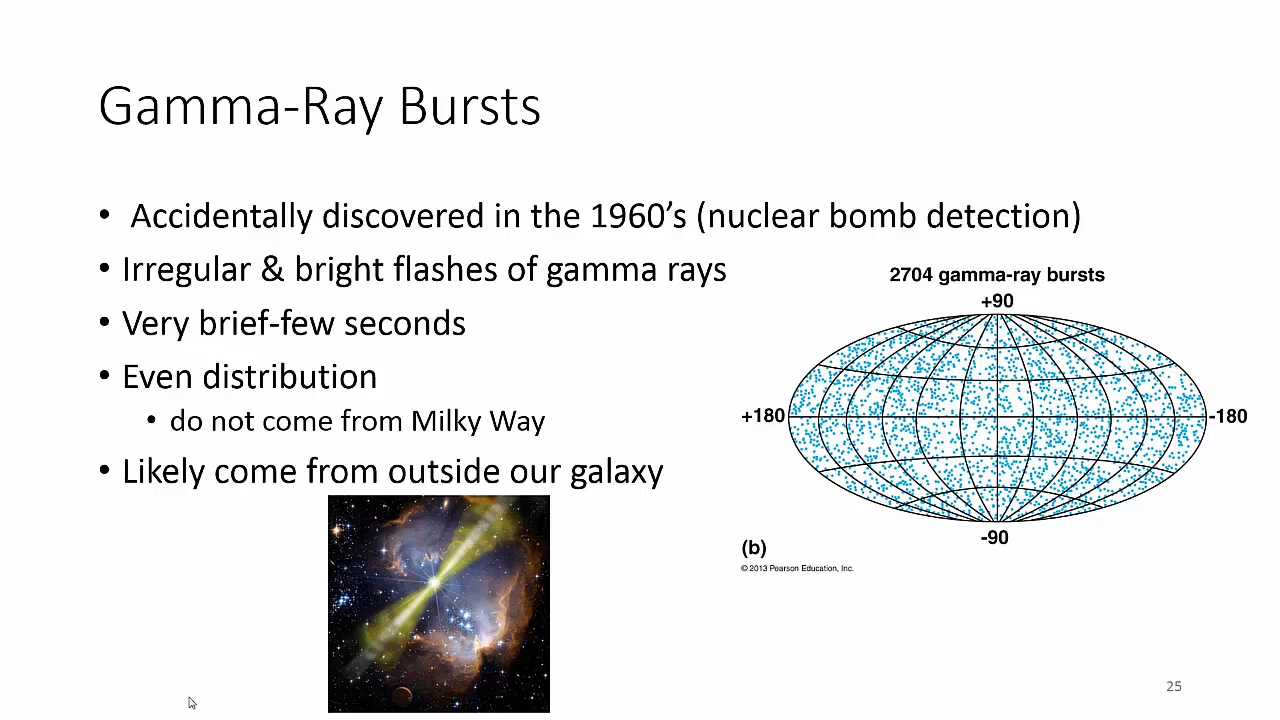 Gamma-Ray Bursts
• Accidentally discovered in the 1960’s (nuclear bomb detection)
• Irregular & bright flashes of gamma rays
• Very brief-few seconds
• Even distribution
• do not come from Milky Way
• Likely come from outside our galaxy
2704 gamma-ray bursts
+90
+180
-180
-90
(b)
© 2013 Pearson Education, Inc.
25